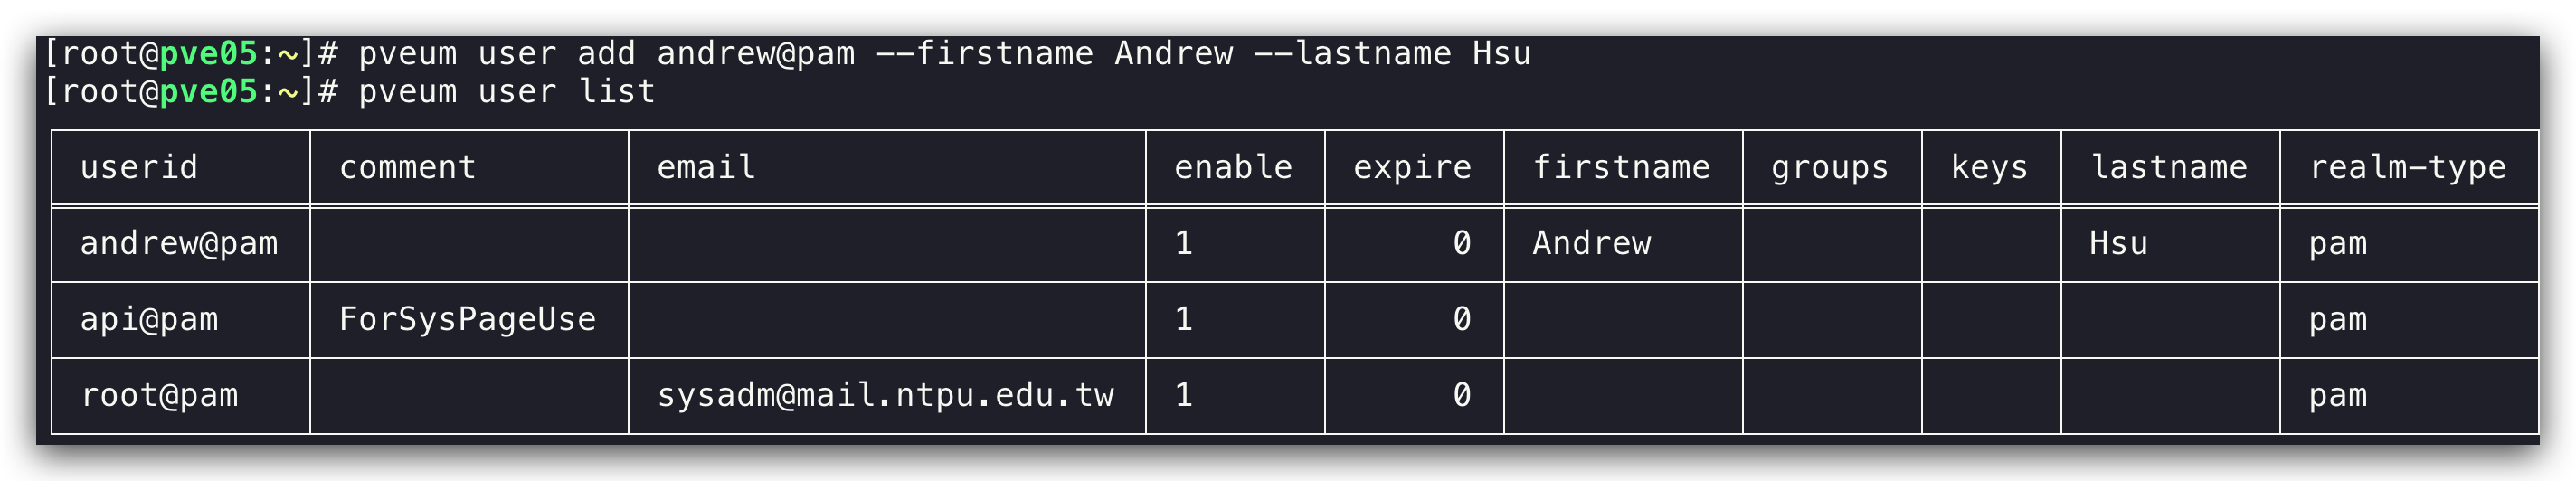 [root@pve05:~]# pveum user add andrew@pam --firstname Andrew --lastname Hsu
[root@pve05:~]# pveum user list
userid comment email enable expire firstname groups keys lastname realm-type
andrew@pam 1 0 Andrew Hsu pam
api@pam ForSysPageUse 1 0 pam
root@pam sysadm@mail.ntpu.edu.tw 1 0 pam